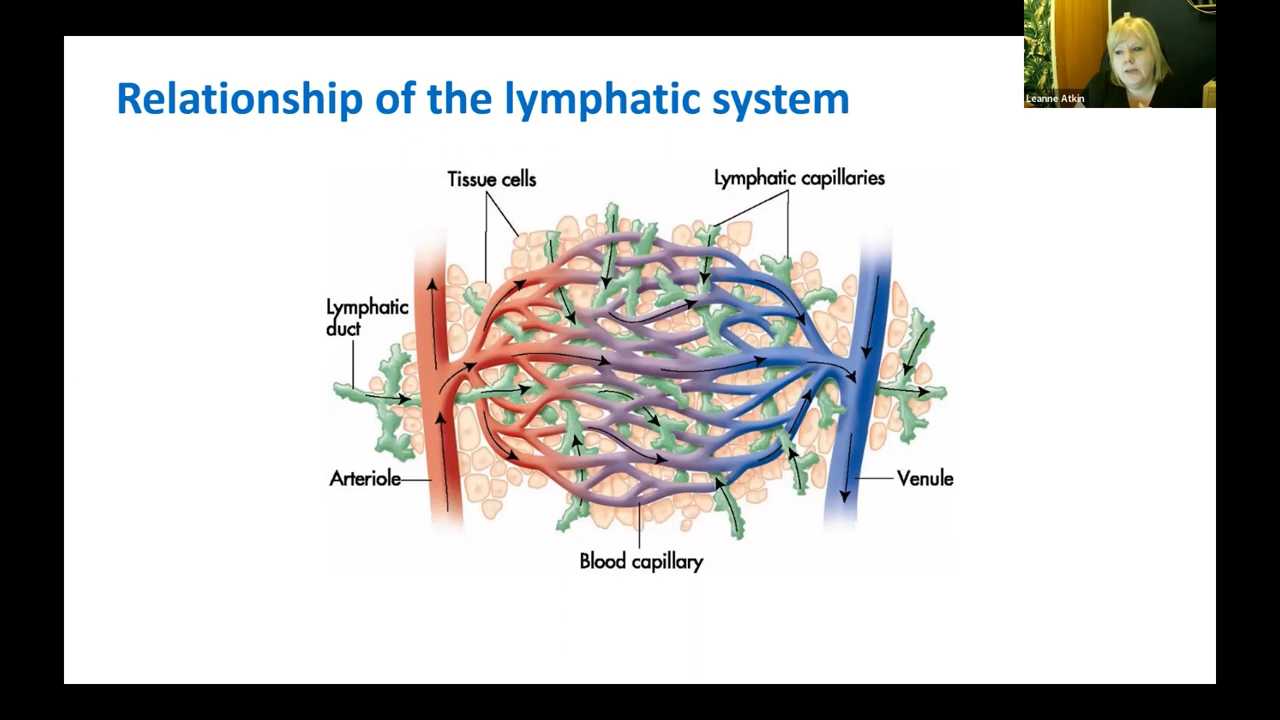 Relationship of the lymphatic system
Leanne Atkin
Tissue cells
Lymphatic capillaries
Lymphatic
duct
Arteriole
Venule
Blood capillary